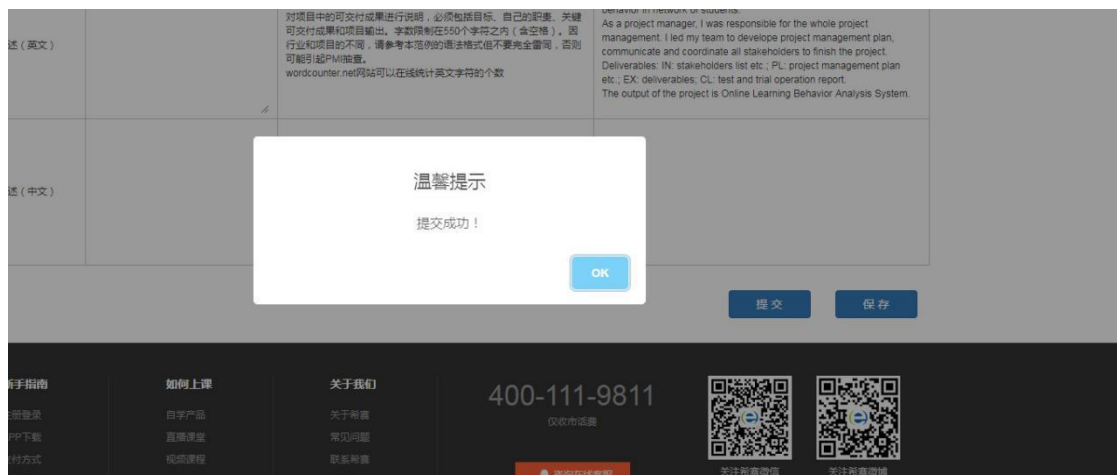 behavior in network of students.
对项目中的可交付成果进行说明，必须包括目标、自己的职责、关键
可交付成果和项目输出。字数限制在550个字符之内（含空格）。因
行业和项目的不同，请参考本范例的语法格式但不要完全雷同，否则
可能引起PMI抽查。
wordcounter.net网站可以在线统计英文字符的个数
As a project manager, I was responsible for the whole project
management. I led my team to develope project management plan,
communicate and coordinate all stakeholders to finish the project.
Deliverables: IN: stakeholders list etc.; PL: project management plan
etc.; EX: deliverables; CL: test and trial operation report.
The output of the project is Online Learning Behavior Analysis System.
述（英文）
述（中文）
温馨提示
提交成功！
OK
提交
保存
新手指南
注册登录
APP下载
支付方式
如何上课
自学产品
直播课堂
视频课程
关于我们
关于希赛
常见问题
联系希赛
400-111-9811
仅收市话费
咨询在线客服
关注希赛微信
关注希赛微博